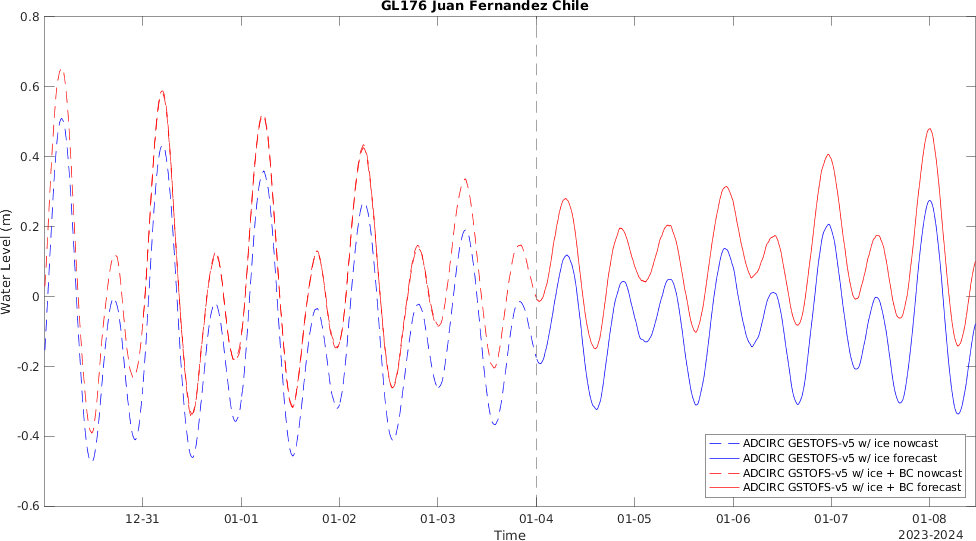 GL176 Juan Fernandez Chile
0.8
0.6
0.4
0.2
0
-0.2
-0.4
-0.6
Water Level (m)
ADCIRC GESTOFS-v5 w/ ice nowcast
ADCIRC GESTOFS-v5 w/ ice forecast
ADCIRC GSTOFS-v5 w/ ice + BC nowcast
ADCIRC GSTOFS-v5 w/ ice + BC forecast
12-31 01-01 01-02 01-03 01-04 01-05 01-06 01-07 01-08
Time
2023-2024